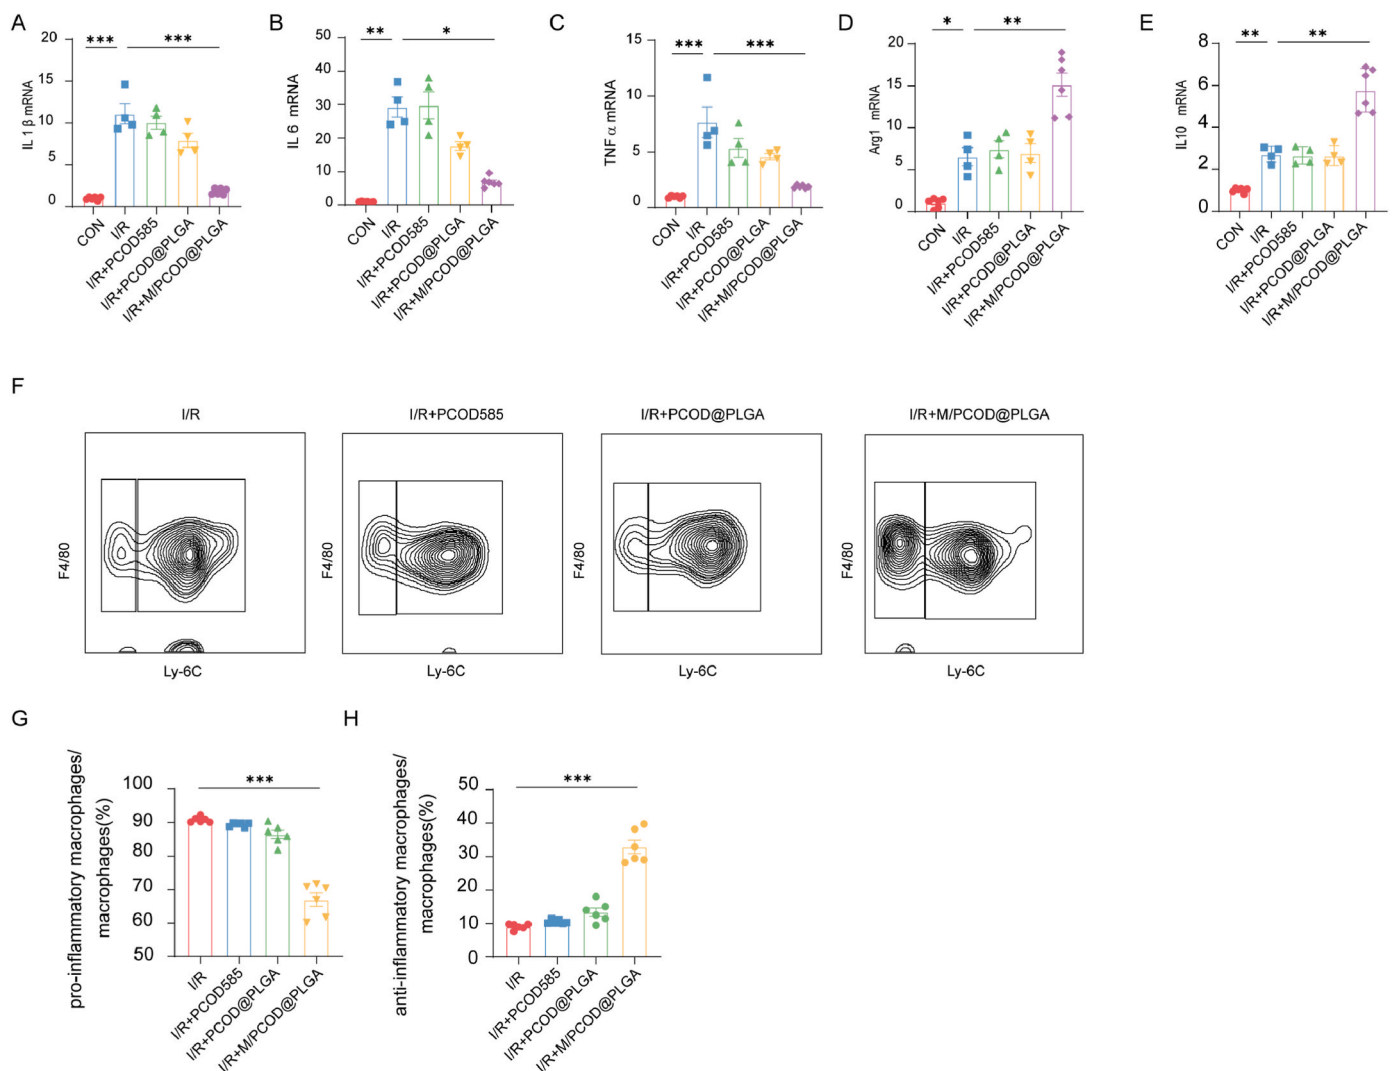 A
***
***
IL 1 β mRNA
20
15
10
5
0
CON
I/R
I/R+PCOD585
I/R+PCOD@PLGA
I/R+M/PCOD@PLGA
B
**
*
IL 6 mRNA
50
40
30
20
10
0
CON
I/R
I/R+PCOD585
I/R+PCOD@PLGA
I/R+M/PCOD@PLGA
C
***
***
TNF α mRNA
15
10
5
0
CON
I/R
I/R+PCOD585
I/R+PCOD@PLGA
I/R+M/PCOD@PLGA
D
*
**
Arg1 mRNA
20
15
10
5
0
CON
I/R
I/R+PCOD585
I/R+PCOD@PLGA
I/R+M/PCOD@PLGA
E
**
**
IL10 mRNA
8
6
4
2
0
CON
I/R
I/R+PCOD585
I/R+PCOD@PLGA
I/R+M/PCOD@PLGA
F
I/R
F4/80
Ly-6C
I/R+PCOD585
F4/80
Ly-6C
I/R+PCOD@PLGA
F4/80
Ly-6C
I/R+M/PCOD@PLGA
F4/80
Ly-6C
G
***
pro-inflammatory macrophages/
macrophages(%)
100
90
80
70
60
50
I/R
I/R+PCOD585
I/R+PCOD@PLGA
I/R+M/PCOD@PLGA
H
***
anti-inflammatory macrophages/
macrophages(%)
50
40
30
20
10
0
I/R
I/R+PCOD585
I/R+PCOD@PLGA
I/R+M/PCOD@PLGA